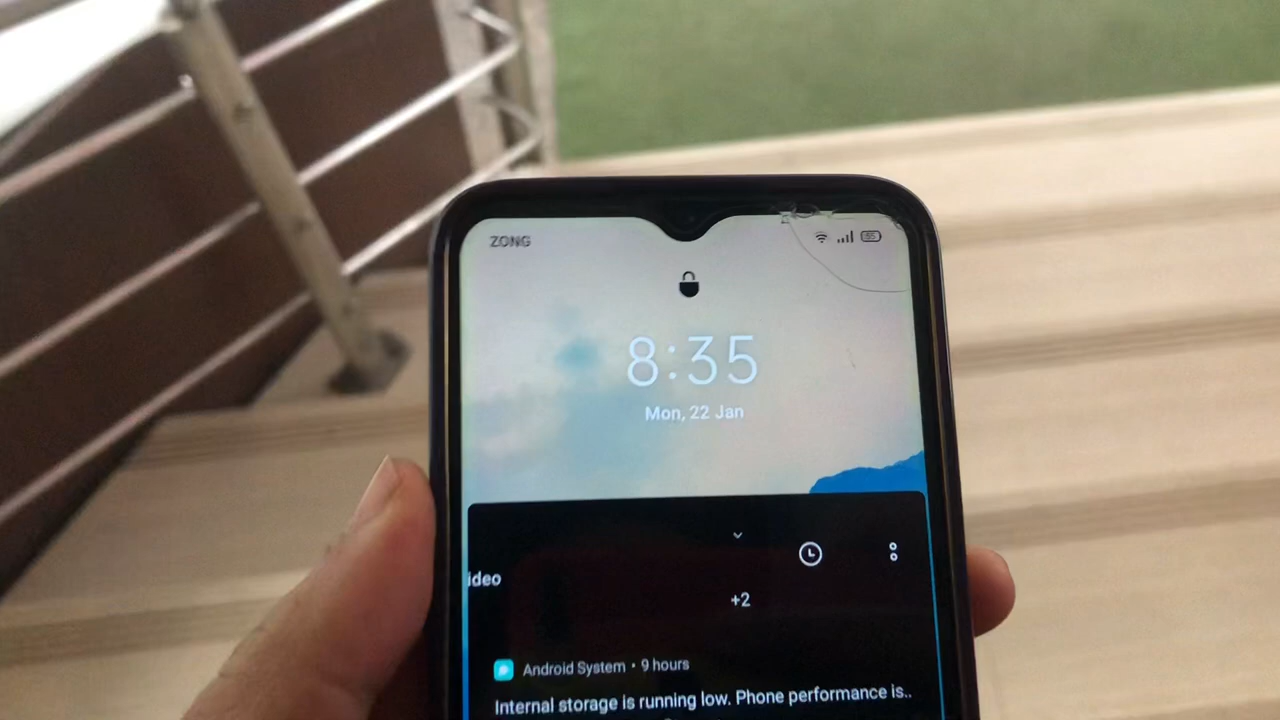 ZONG
8:35
Mon, 22 Jan
ideo
+2
Android System • 9 hours
Internal storage is running low. Phone performance is..